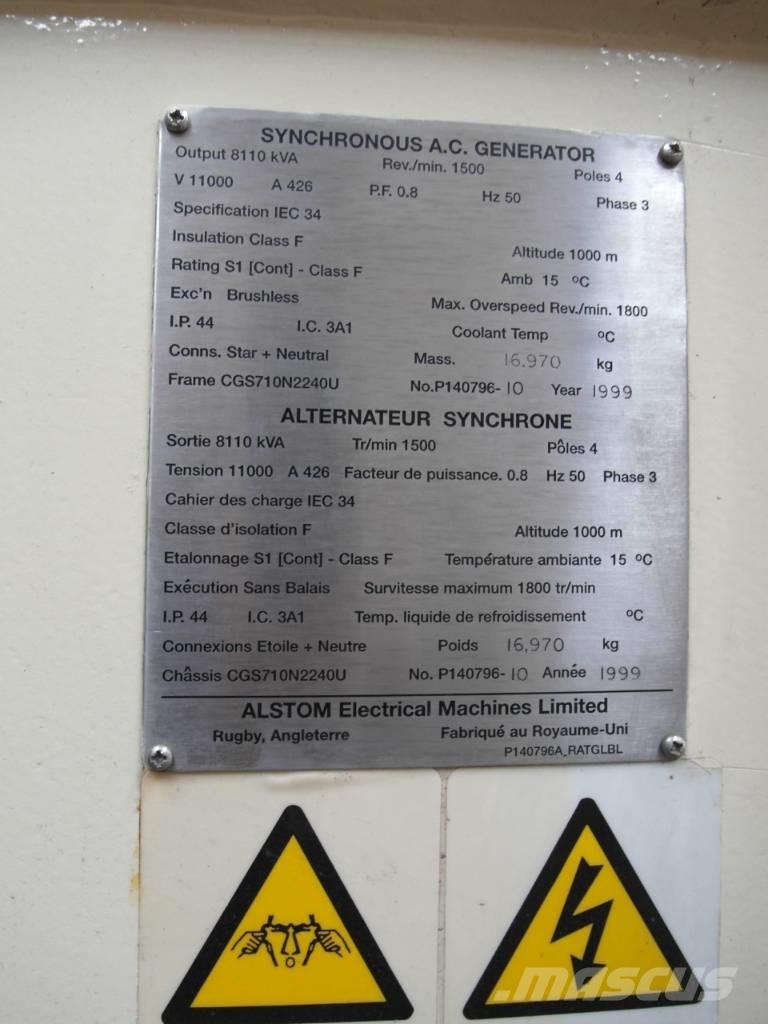 SYNCHRONOUS A.C. GENERATOR
Output 8110 kVA Rev./min. 1500 Poles 4
V 11000 A 426 P.F. 0.8 Hz 50 Phase 3
Specification IEC 34
Insulation Class F Altitude 1000 m
Rating S1 [Cont] - Class F Amb 15 ºC
Exc'n Brushless Max. Overspeed Rev./min. 1800
I.P. 44 I.C. 3A1 Coolant Temp ºC
Conns. Star + Neutral Mass. 16,970 kg
Frame CGS710N2240U No.P140796-10 Year 1999
ALTERNATEUR SYNCHRONE
Sortie 8110 kVA Tr/min 1500 Pôles 4
Tension 11000 A 426 Facteur de puissance. 0.8 Hz 50 Phase 3
Cahier des charge IEC 34
Classe d'isolation F Altitude 1000 m
Etalonnage S1 [Cont] - Class F Température ambiante 15 ºC
Exécution Sans Balais Survitesse maximum 1800 tr/min
I.P. 44 I.C. 3A1 Temp. liquide de refroidissement ºC
Connexions Etoile + Neutre Poids 16,970 kg
Châssis CGS710N2240U No. P140796-10 Année 1999
ALSTOM Electrical Machines Limited
Rugby, Angleterre Fabriqué au Royaume-Uni
P140796A_RATGLBL
MASCUS